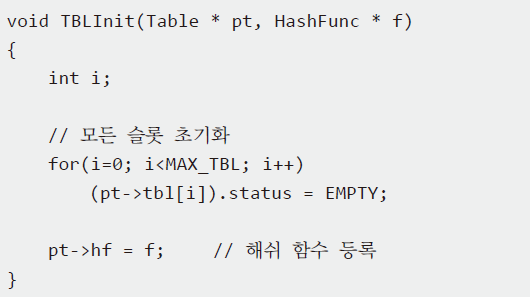 void TBLInit(Table * pt, HashFunc * f)
{
    int i;

    // 모든 슬롯 초기화
    for(i=0; i<MAX_TBL; i++)
        (pt->tbl[i]).status = EMPTY;

    pt->hf = f;     // 해쉬 함수 등록
}